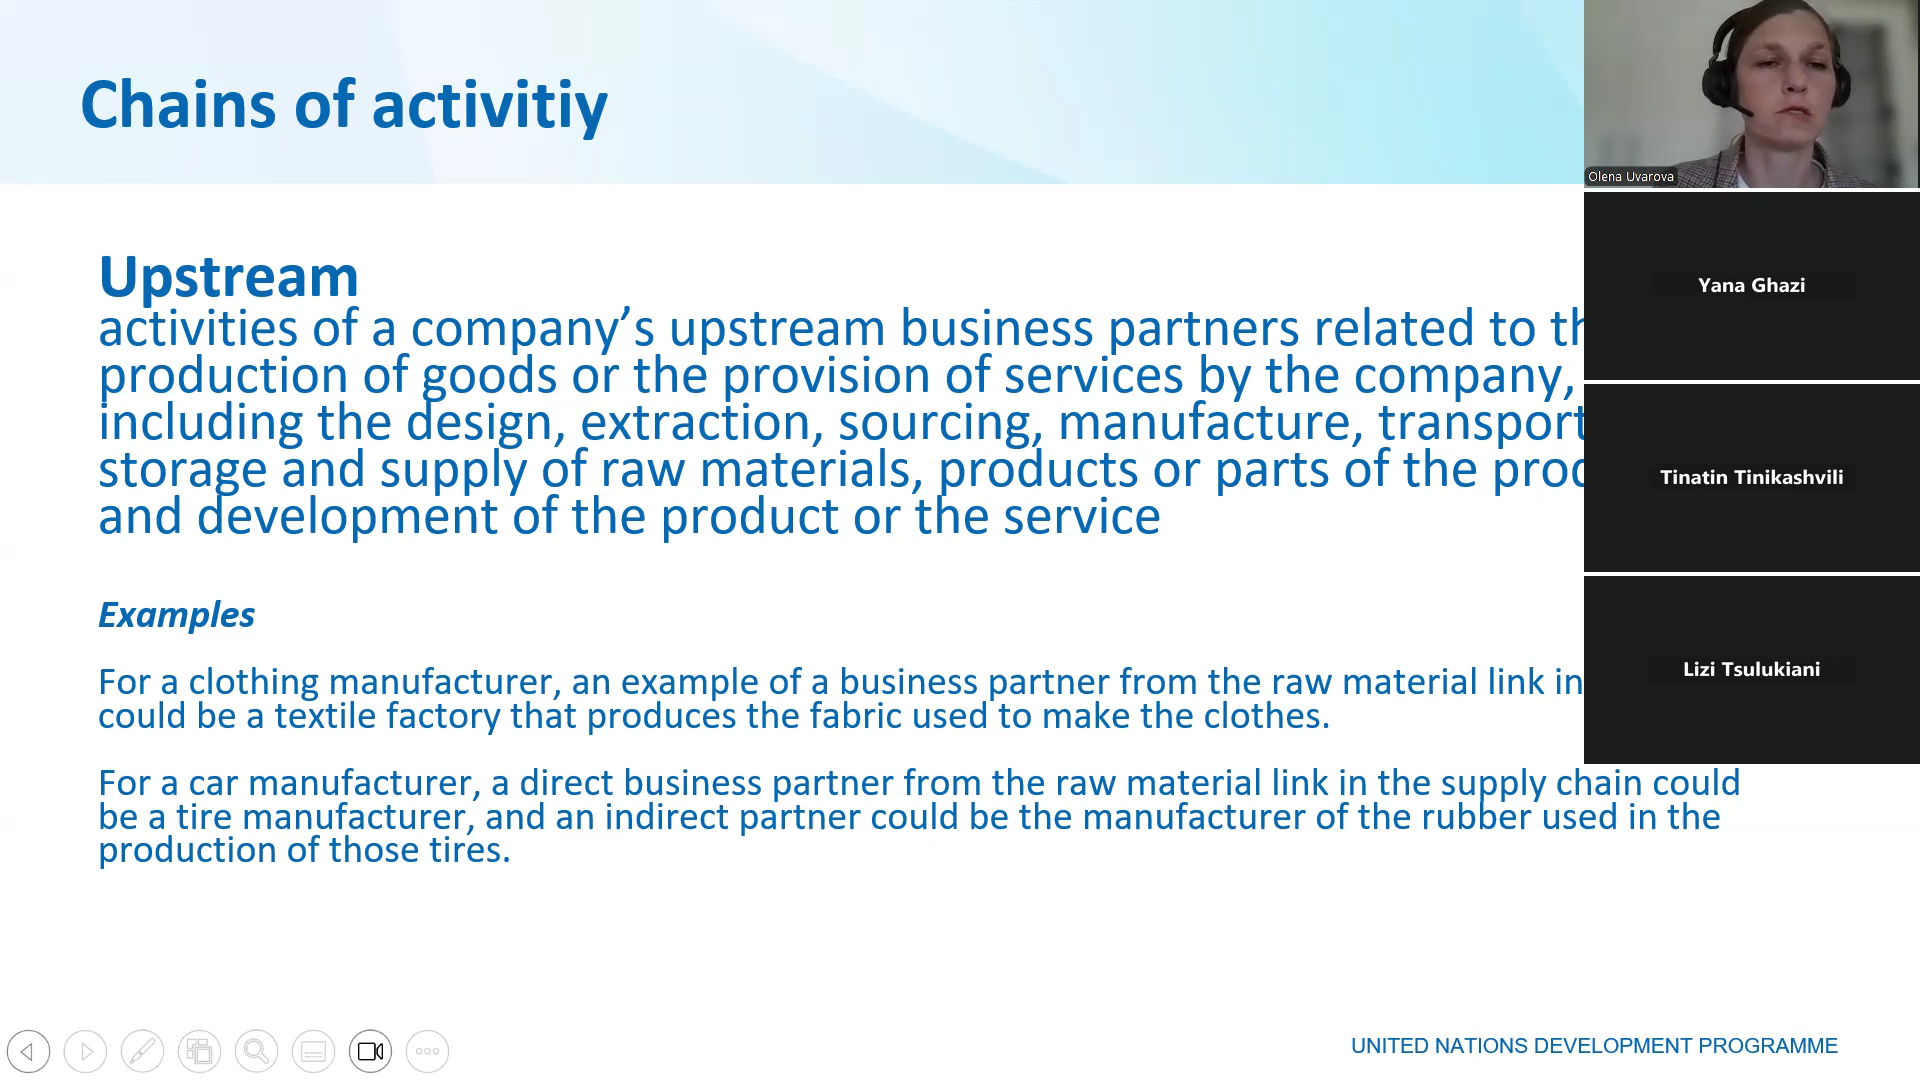 Chains of activitiy
Olena Uvarova
Upstream
activities of a company’s upstream business partners related to
production of goods or the provision of services by the company,
including the design, extraction, sourcing, manufacture, transport
storage and supply of raw materials, products or parts of the
and development of the product or the service
Yana Ghazi
Tinatin Tinikashvili
Lizi Tsulukiani
Examples
For a clothing manufacturer, an example of a business partner from the raw material link in
could be a textile factory that produces the fabric used to make the clothes.
For a car manufacturer, a direct business partner from the raw material link in the supply chain could
be a tire manufacturer, and an indirect partner could be the manufacturer of the rubber used in the
production of those tires.
UNITED NATIONS DEVELOPMENT PROGRAMME